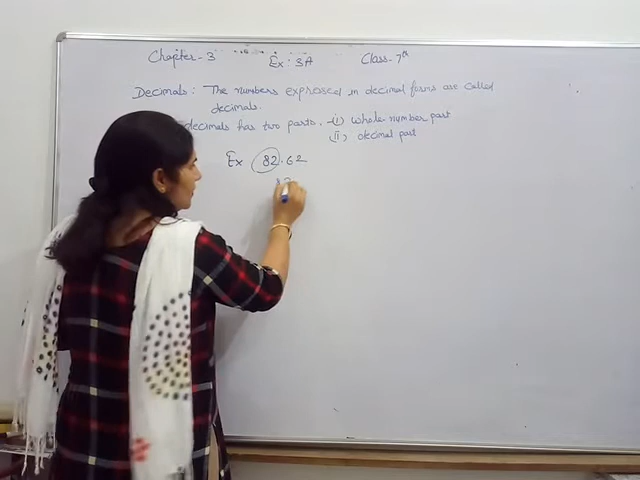 Chapter-3 Ex: 3A Class-7th
Decimals: The numbers expressed in decimal forms are called
decimals.
decimals has two parts. -(i) Whole number part
(ii) decimal part
Ex 82.62